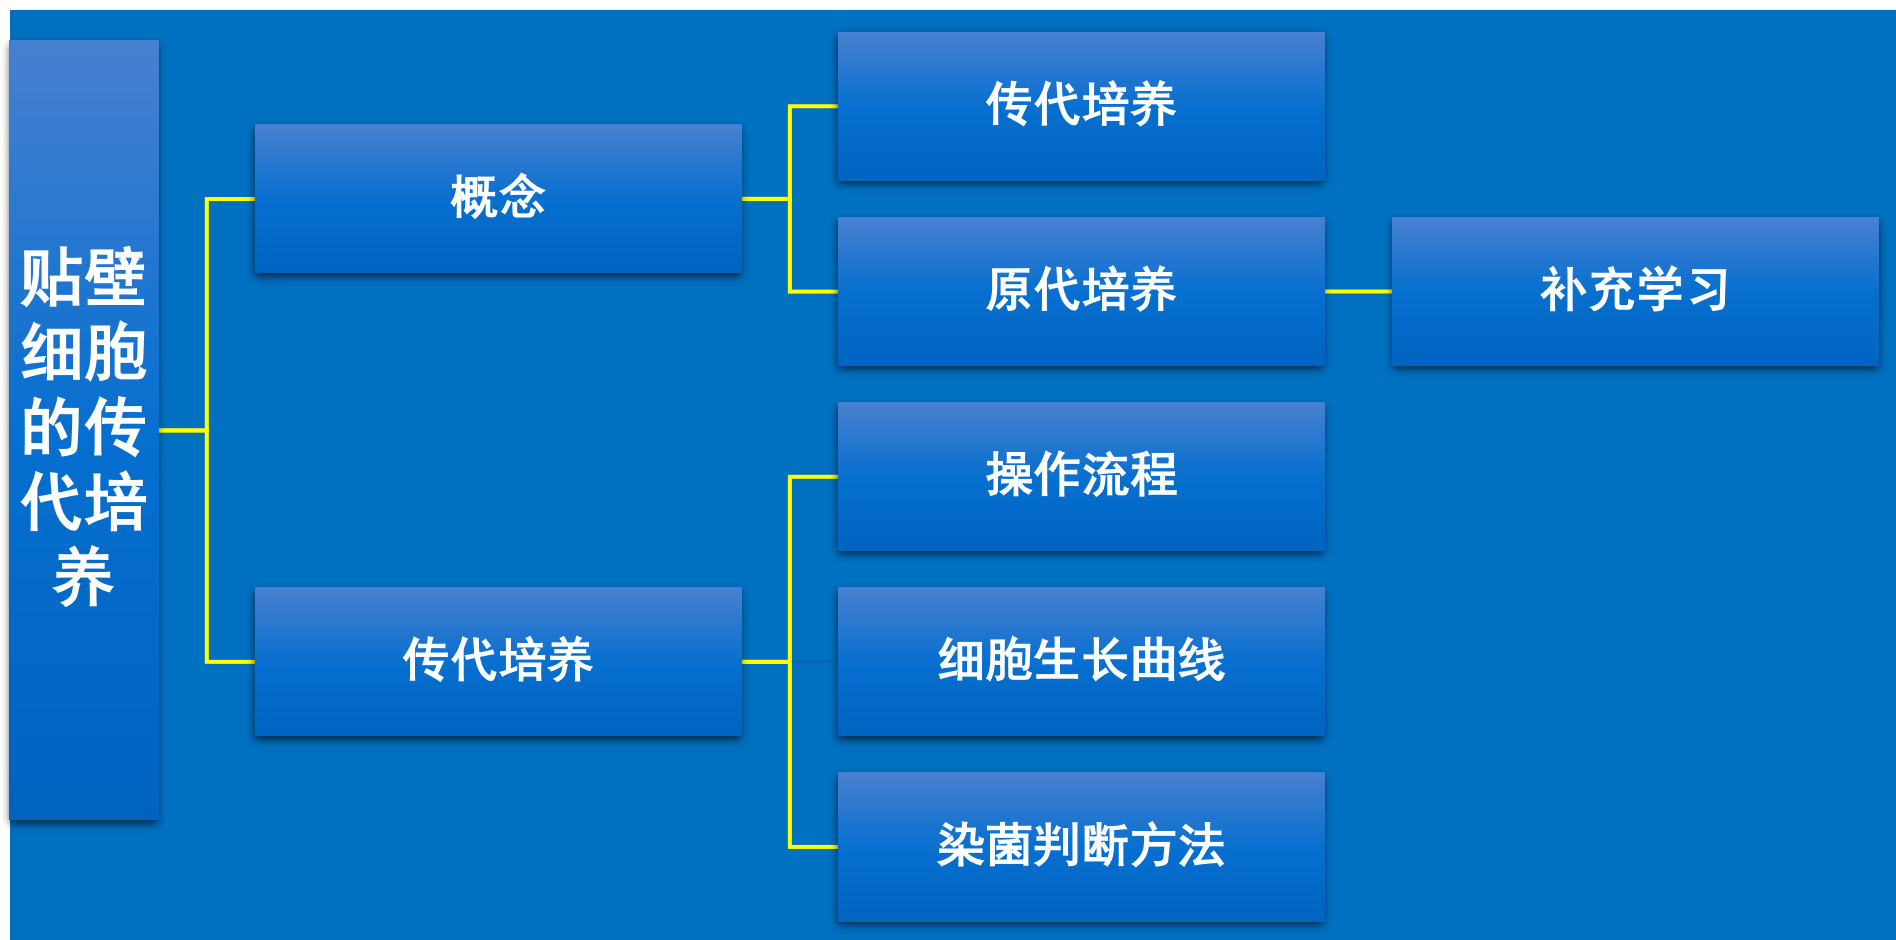 贴壁
细胞
的传
代培
养
概念
传代培养
原代培养
补充学习
传代培养
操作流程
细胞生长曲线
染菌判断方法